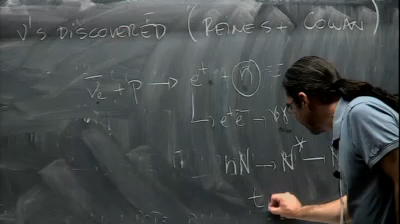 ν's DISCOVERED (REINES + COWAN)
ν̄ₑ + p → e⁺ + n =
↳ e⁺e⁻ → γγ
nN → N* – N
t